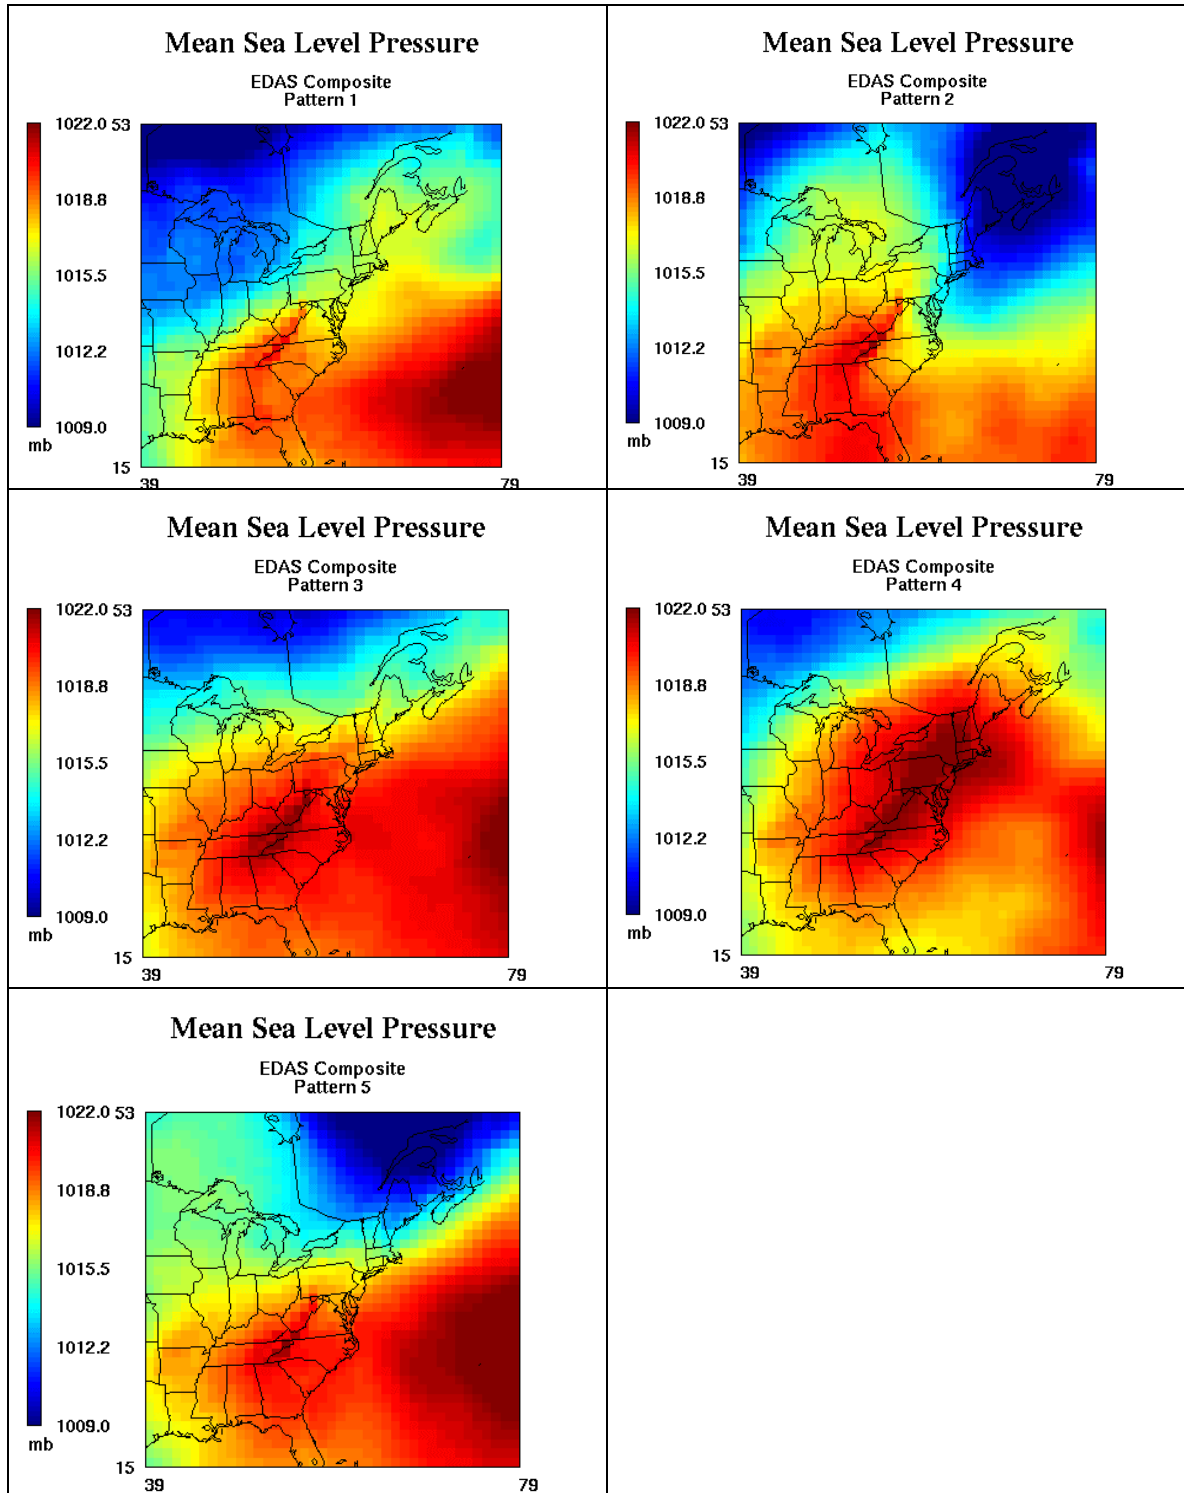 Mean Sea Level Pressure
EDAS Composite
Pattern 1
1022.0 53
1018.8
1015.5
1012.2
1009.0
mb
15
39 79
Mean Sea Level Pressure
EDAS Composite
Pattern 2
1022.0 53
1018.8
1015.5
1012.2
1009.0
mb
15
39 79
Mean Sea Level Pressure
EDAS Composite
Pattern 3
1022.0 53
1018.8
1015.5
1012.2
1009.0
mb
15
39 79
Mean Sea Level Pressure
EDAS Composite
Pattern 4
1022.0 53
1018.8
1015.5
1012.2
1009.0
mb
15
39 79
Mean Sea Level Pressure
EDAS Composite
Pattern 5
1022.0 53
1018.8
1015.5
1012.2
1009.0
mb
15
39 79